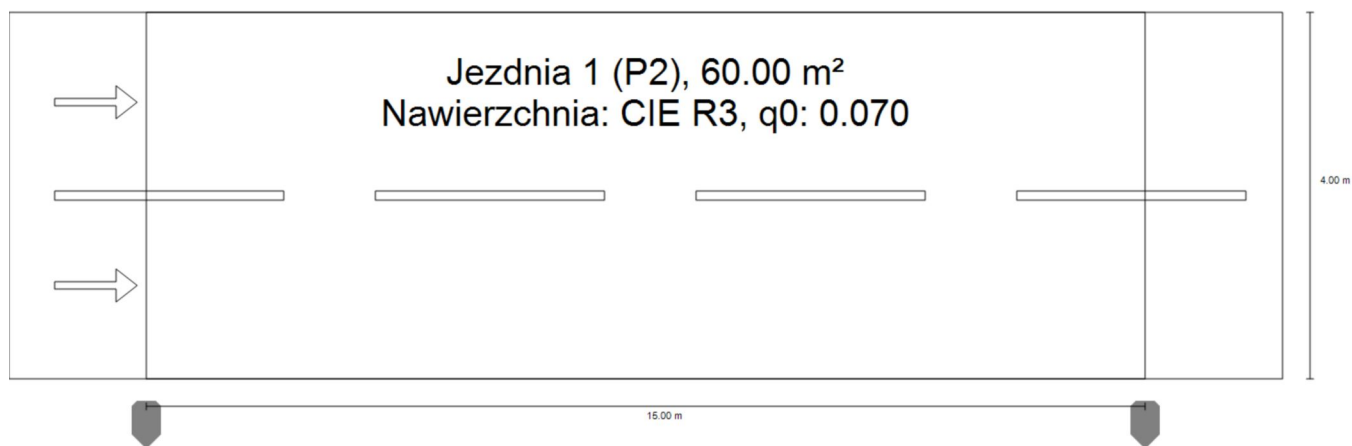 Jezdnia 1 (P2), 60.00 m²
Nawierzchnia: CIE R3, q0: 0.070
4.00 m
15.00 m